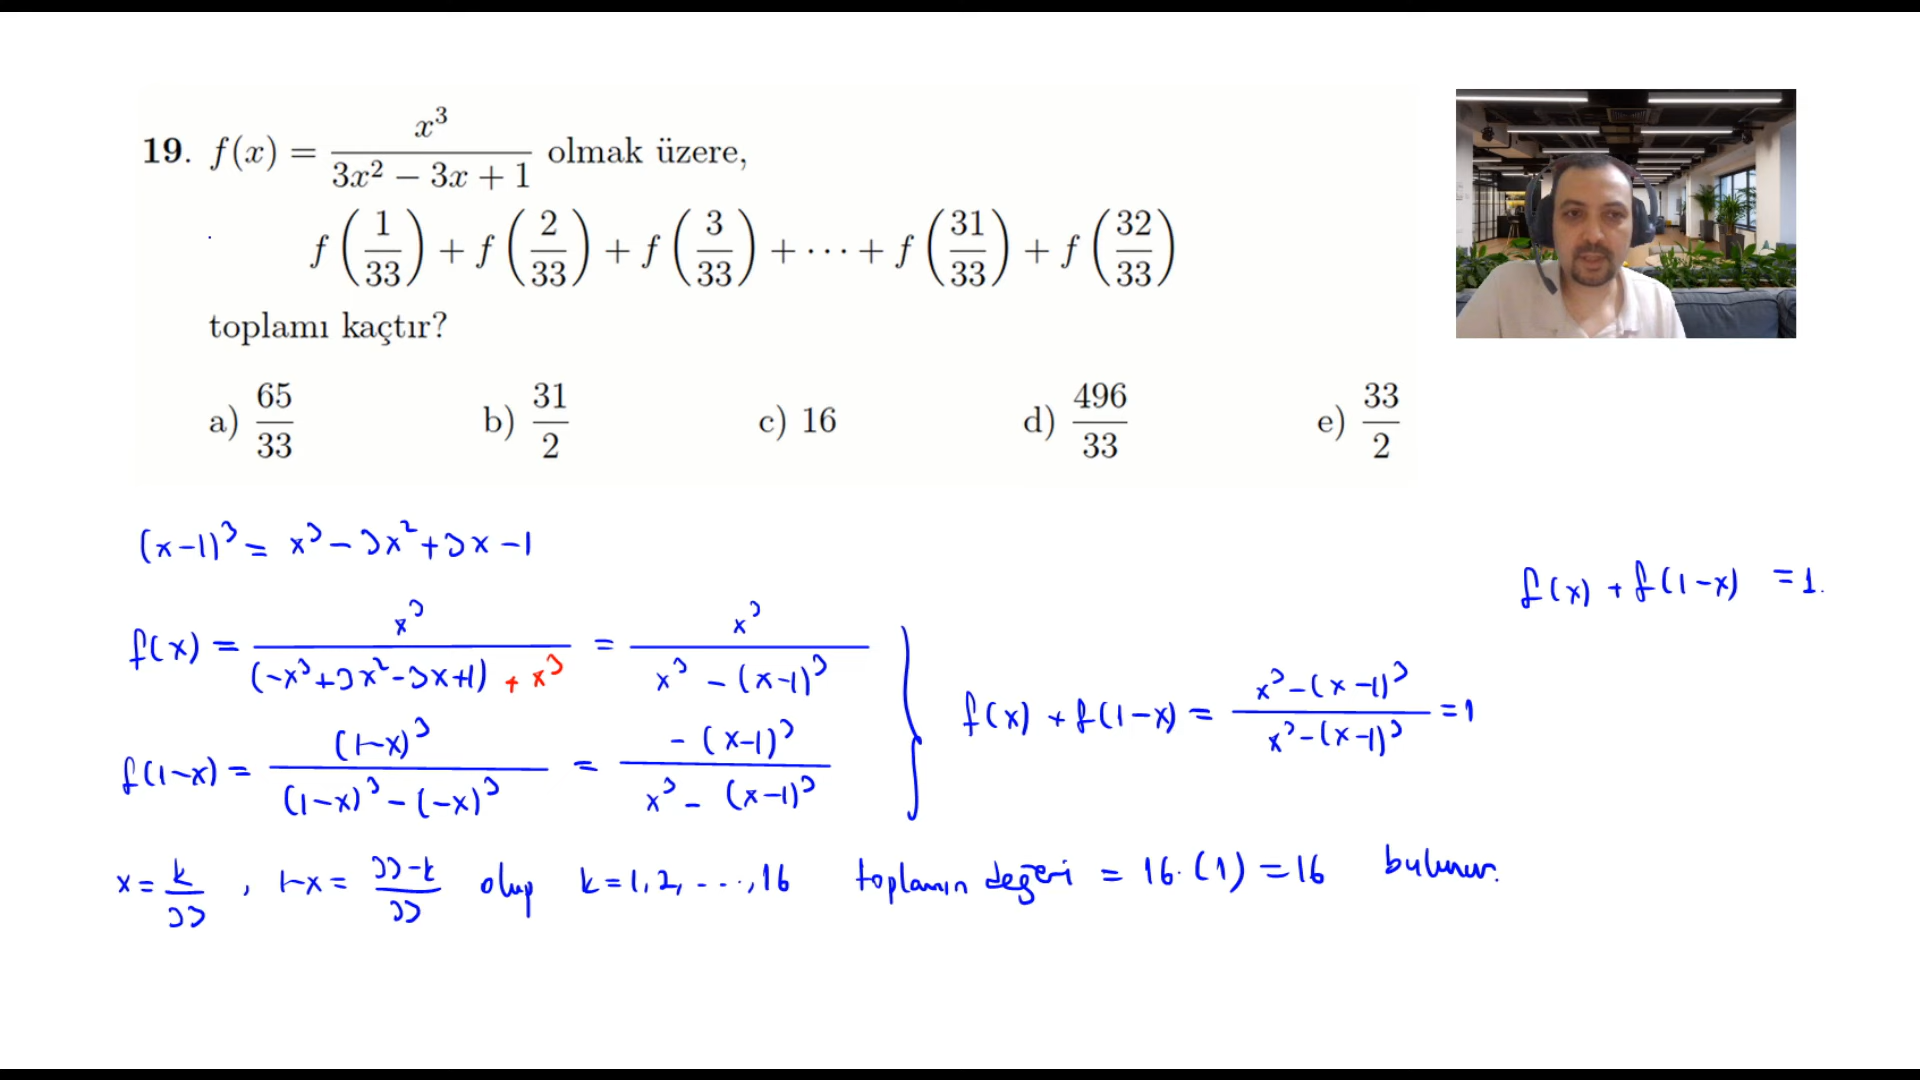 19. f(x) = x³ / (3x² − 3x + 1) olmak üzere,
f(1/33) + f(2/33) + f(3/33) + ··· + f(31/33) + f(32/33)
toplamı kaçtır?
a) 65/33 b) 31/2 c) 16 d) 496/33 e) 33/2
(x−1)³ = x³ − 3x² + 3x − 1
f(x) + f(1−x) = 1.
f(x) = x³ / ((−x³+3x²−3x+1) + x³) = x³ / (x³ − (x−1)³)
f(1−x) = (1−x)³ / ((1−x)³ − (−x)³) = −(x−1)³ / (x³ − (x−1)³)
f(x) + f(1−x) = (x³−(x−1)³) / (x³−(x−1)³) = 1
x = k/33 , 1−x = (33−k)/33 olup k = 1, 2, ..., 16 toplamın değeri = 16·(1) = 16 bulunur.